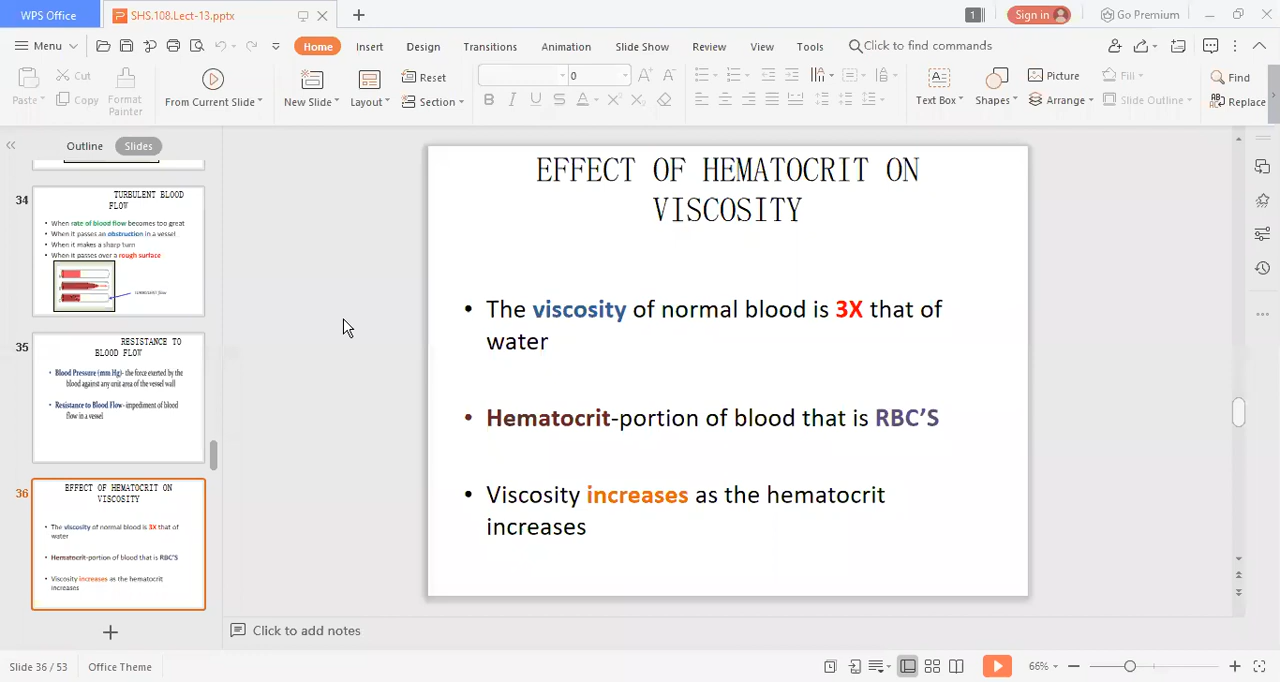 WPS Office
SHS.108.Lect-13.pptx
1
Sign in
Go Premium
Menu
Home
Insert
Design
Transitions
Animation
Slide Show
Review
View
Tools
Click to find commands
Paste
Cut
Copy
Format
Painter
From Current Slide
New Slide
Layout
Reset
Section
0
B I U S A X² X₂
Text Box
Shapes
Picture
Arrange
Fill
Slide Outline
Find
Replace
Outline
Slides
34
TURBULENT BLOOD
FLOW
• When rate of blood flow becomes too great
• When it passes an obstruction in a vessel
• When it makes a sharp turn
• When it passes over a rough surface
35
RESISTANCE TO
BLOOD FLOW
• Blood Pressure (mm Hg)- the force exerted by the
blood against any unit area of the vessel wall
• Resistance to Blood Flow- impediment of blood
flow in a vessel
36
EFFECT OF HEMATOCRIT ON
VISCOSITY
• The viscosity of normal blood is 3X that of
water
• Hematocrit-portion of blood that is RBC'S
• Viscosity increases as the hematocrit
increases
EFFECT OF HEMATOCRIT ON
VISCOSITY
• The viscosity of normal blood is 3X that of
water
• Hematocrit-portion of blood that is RBC’S
• Viscosity increases as the hematocrit
increases
Click to add notes
Slide 36 / 53
Office Theme
66%